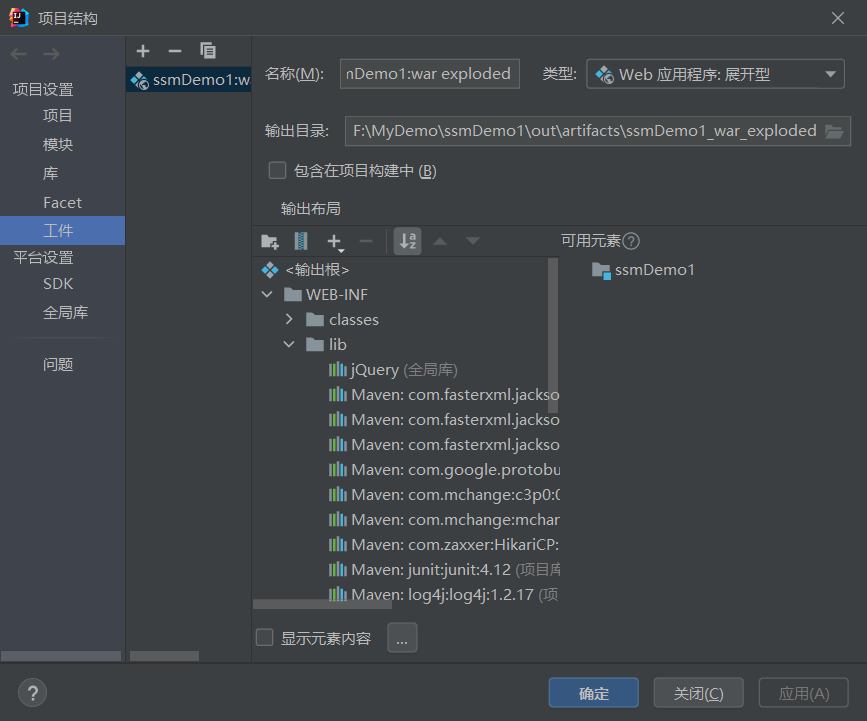 项目结构
项目设置
项目
模块
库
Facet
工件
平台设置
SDK
全局库
问题
ssmDemo1:w
名称(M):
nDemo1:war exploded
类型:
Web 应用程序: 展开型
输出目录:
F:\MyDemo\ssmDemo1\out\artifacts\ssmDemo1_war_exploded
包含在项目构建中 (B)
输出布局
可用元素
<输出根>
ssmDemo1
WEB-INF
classes
lib
jQuery (全局库)
Maven: com.fasterxml.jackso
Maven: com.fasterxml.jackso
Maven: com.fasterxml.jackso
Maven: com.google.protobu
Maven: com.mchange:c3p0:0
Maven: com.mchange:mchan
Maven: com.zaxxer:HikariCP:
Maven: junit:junit:4.12 (项目库
Maven: log4j:log4j:1.2.17 (项
显示元素内容
...
?
确定
关闭(C)
应用(A)